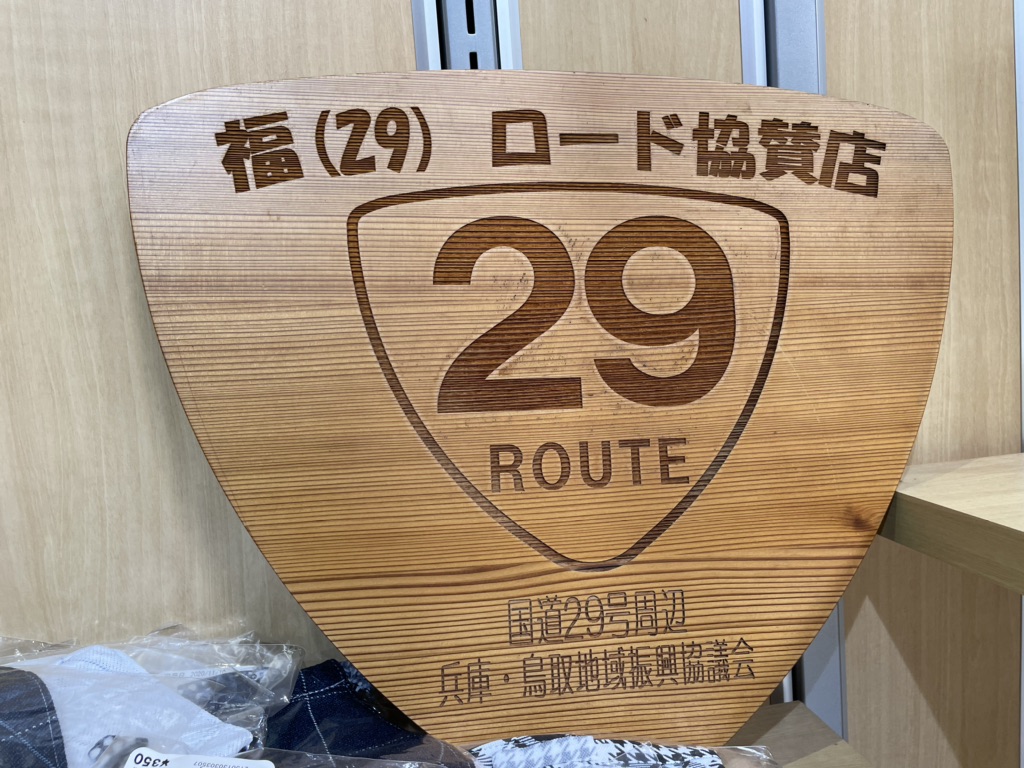 福(29) ロード協賛店
29
ROUTE
国道29号周辺
兵庫・鳥取地域振興協議会
¥350